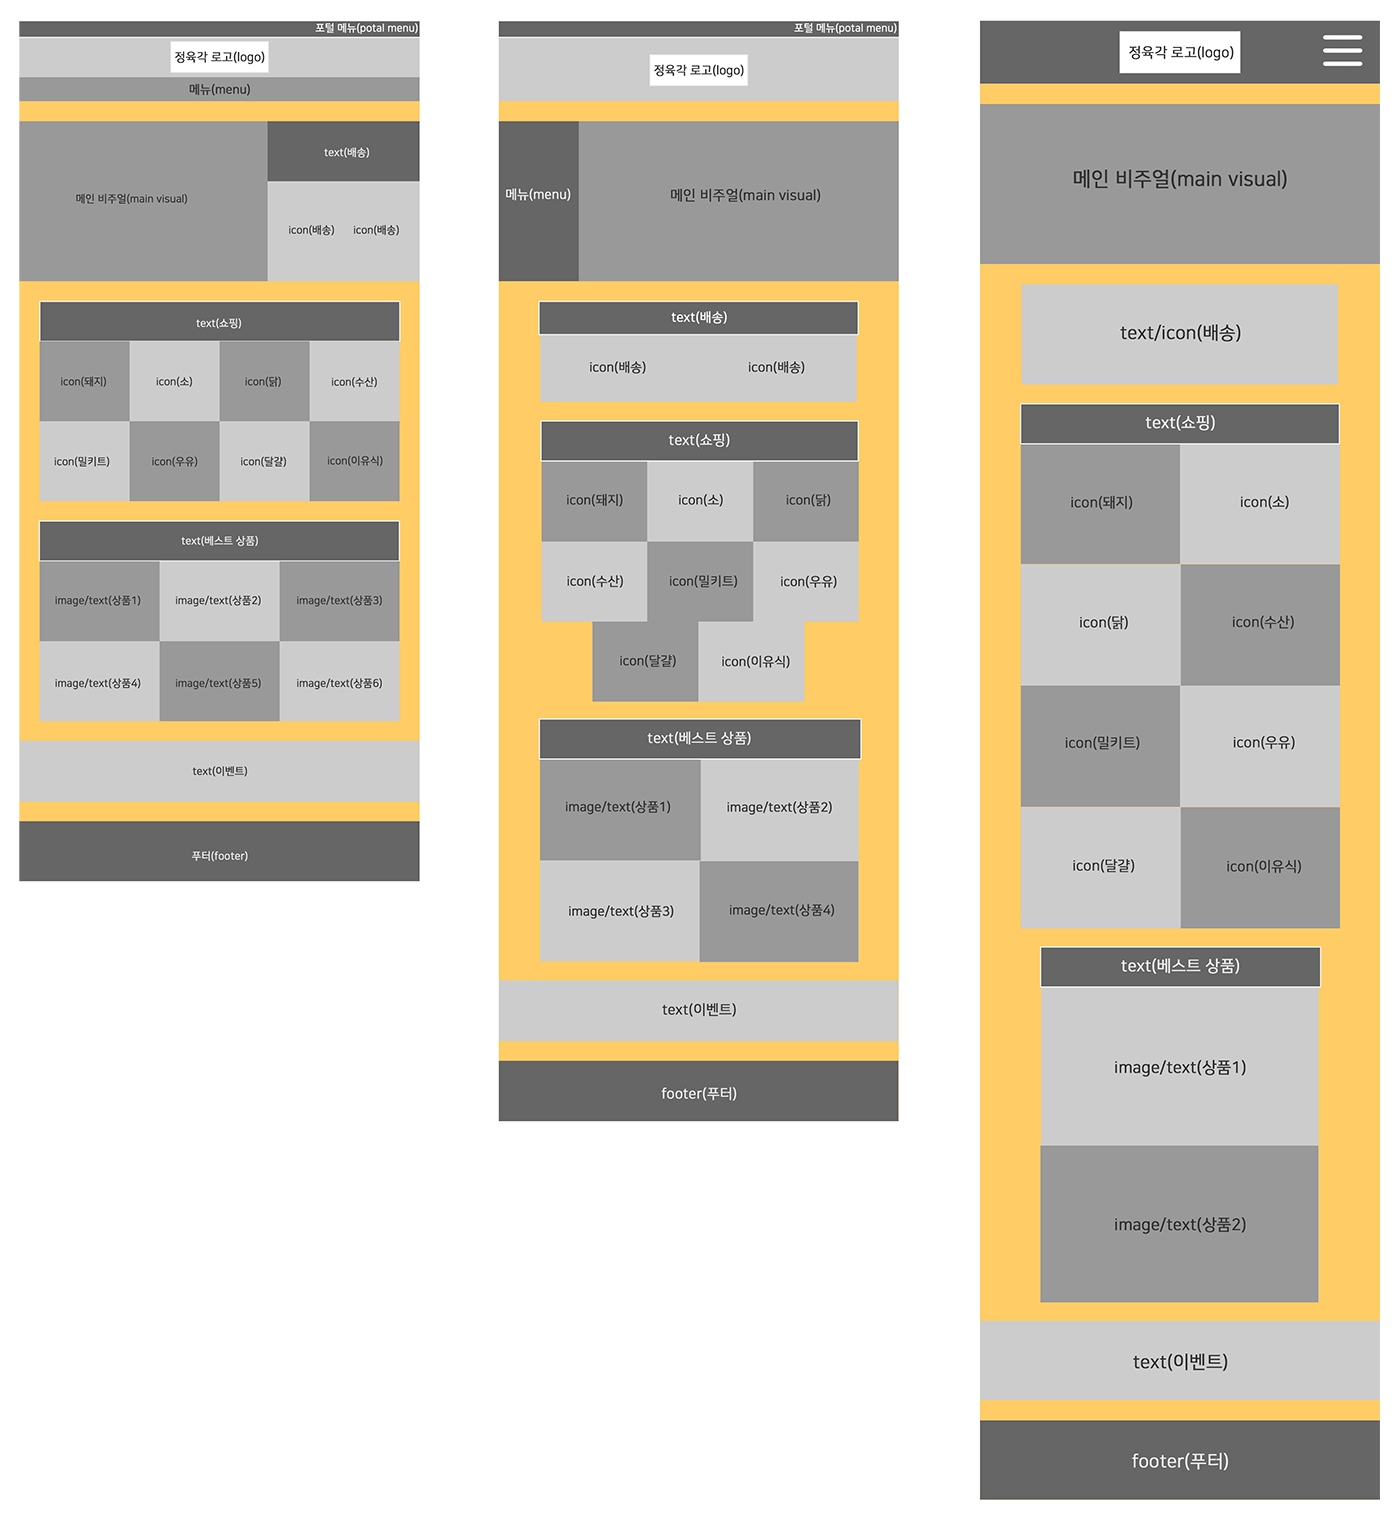 포털 메뉴(potal menu)
정육각 로고(logo)
메뉴(menu)
메인 비주얼(main visual)
text(배송)
icon(배송) icon(배송)
text(쇼핑)
icon(돼지) icon(소) icon(닭) icon(수산)
icon(밀키트) icon(우유) icon(달걀) icon(이유식)
text(베스트 상품)
image/text(상품1) image/text(상품2) image/text(상품3)
image/text(상품4) image/text(상품5) image/text(상품6)
text(이벤트)
푸터(footer)
포털 메뉴(potal menu)
정육각 로고(logo)
메뉴(menu) 메인 비주얼(main visual)
text(배송)
icon(배송) icon(배송)
text(쇼핑)
icon(돼지) icon(소) icon(닭)
icon(수산) icon(밀키트) icon(우유)
icon(달걀) icon(이유식)
text(베스트 상품)
image/text(상품1) image/text(상품2)
image/text(상품3) image/text(상품4)
text(이벤트)
footer(푸터)
정육각 로고(logo)
메인 비주얼(main visual)
text/icon(배송)
text(쇼핑)
icon(돼지) icon(소)
icon(닭) icon(수산)
icon(밀키트) icon(우유)
icon(달걀) icon(이유식)
text(베스트 상품)
image/text(상품1)
image/text(상품2)
text(이벤트)
footer(푸터)